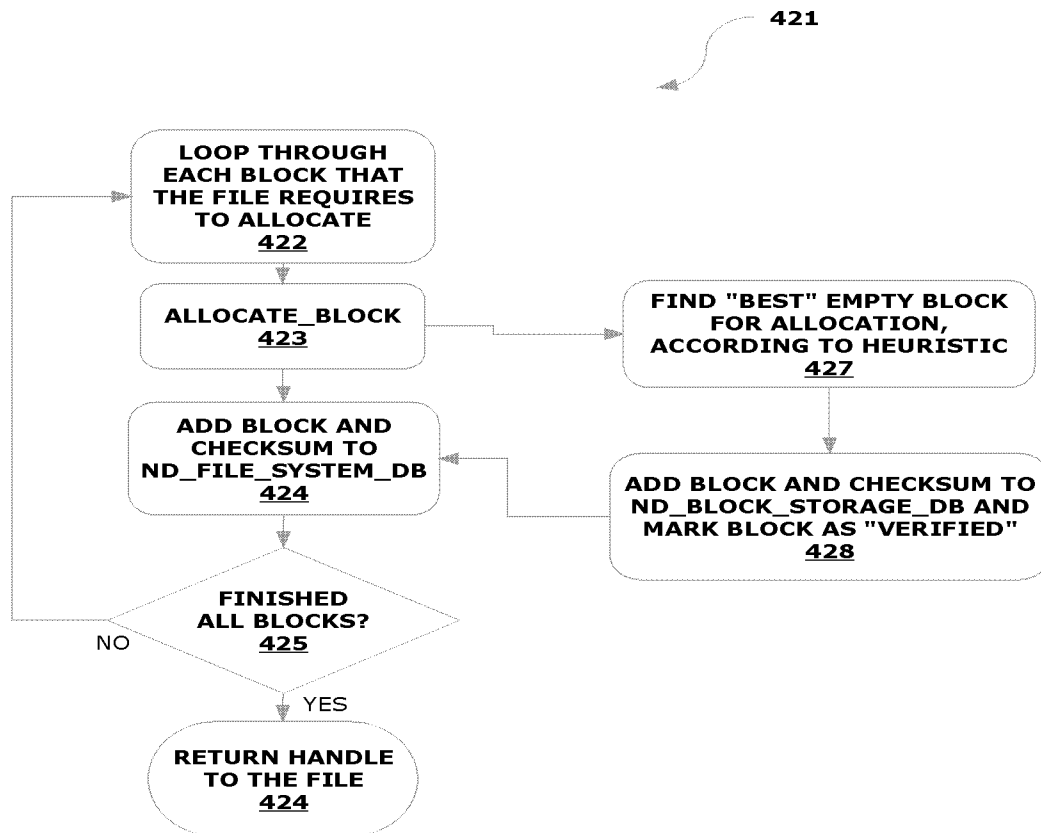 421
LOOP THROUGH
EACH BLOCK THAT
THE FILE REQUIRES
TO ALLOCATE
422
ALLOCATE_BLOCK
423
FIND "BEST" EMPTY BLOCK
FOR ALLOCATION,
ACCORDING TO HEURISTIC
427
ADD BLOCK AND CHECKSUM TO
ND_BLOCK_STORAGE_DB AND
MARK BLOCK AS "VERIFIED"
428
ADD BLOCK AND
CHECKSUM TO
ND_FILE_SYSTEM_DB
424
FINISHED
ALL BLOCKS?
425
NO
YES
RETURN HANDLE
TO THE FILE
424